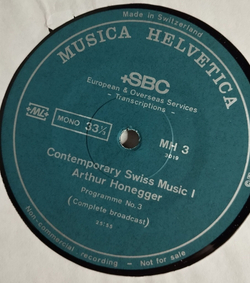 Made in Switzerland
MUSICA HELVETICA
SBC
European & Overseas Services
- Transcriptions -
ML
MONO 33⅓
MH 3
Contemporary Swiss Music I
Arthur Honegger
Programme No.3
(Complete broadcast)
Non-commercial recording - Not for sale